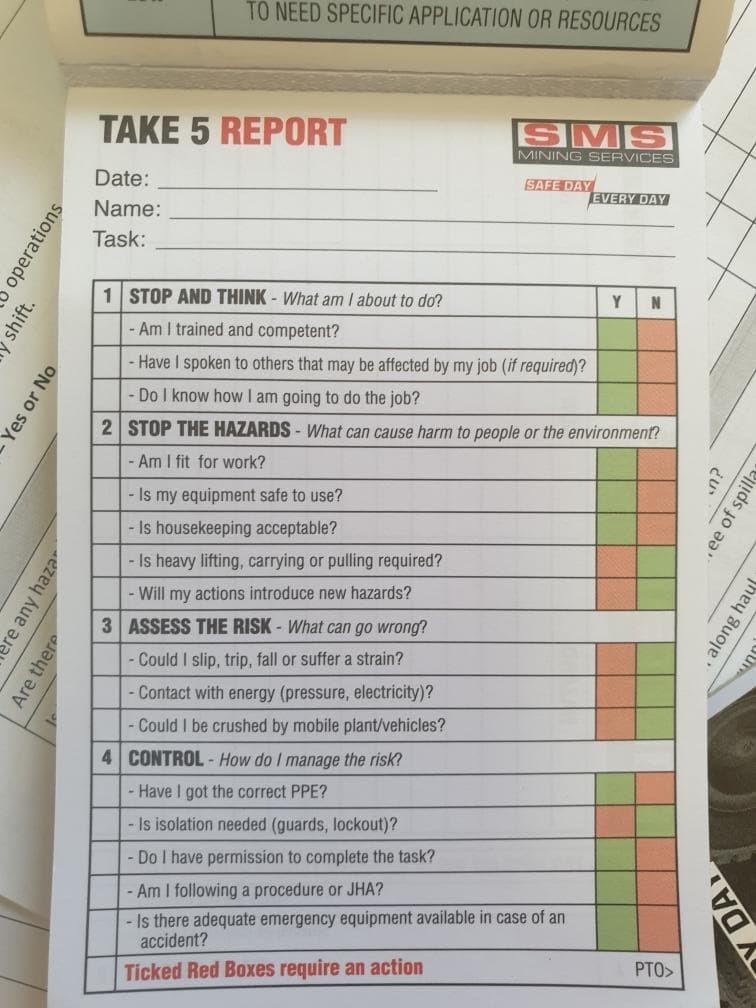 TO NEED SPECIFIC APPLICATION OR RESOURCES
TAKE 5 REPORT
SMS
MINING SERVICES
SAFE DAY
EVERY DAY
Date:
Name:
Task:
1 STOP AND THINK - What am I about to do? Y N
- Am I trained and competent?
- Have I spoken to others that may be affected by my job (if required)?
- Do I know how I am going to do the job?
2 STOP THE HAZARDS - What can cause harm to people or the environment?
- Am I fit for work?
- Is my equipment safe to use?
- Is housekeeping acceptable?
- Is heavy lifting, carrying or pulling required?
- Will my actions introduce new hazards?
3 ASSESS THE RISK - What can go wrong?
- Could I slip, trip, fall or suffer a strain?
- Contact with energy (pressure, electricity)?
- Could I be crushed by mobile plant/vehicles?
4 CONTROL - How do I manage the risk?
- Have I got the correct PPE?
- Is isolation needed (guards, lockout)?
- Do I have permission to complete the task?
- Am I following a procedure or JHA?
- Is there adequate emergency equipment available in case of an
accident?
Ticked Red Boxes require an action PTO>
to operations
shift.
- Yes or No
ere any hazar
Are there
ee of spilla
along haul
Y DAY